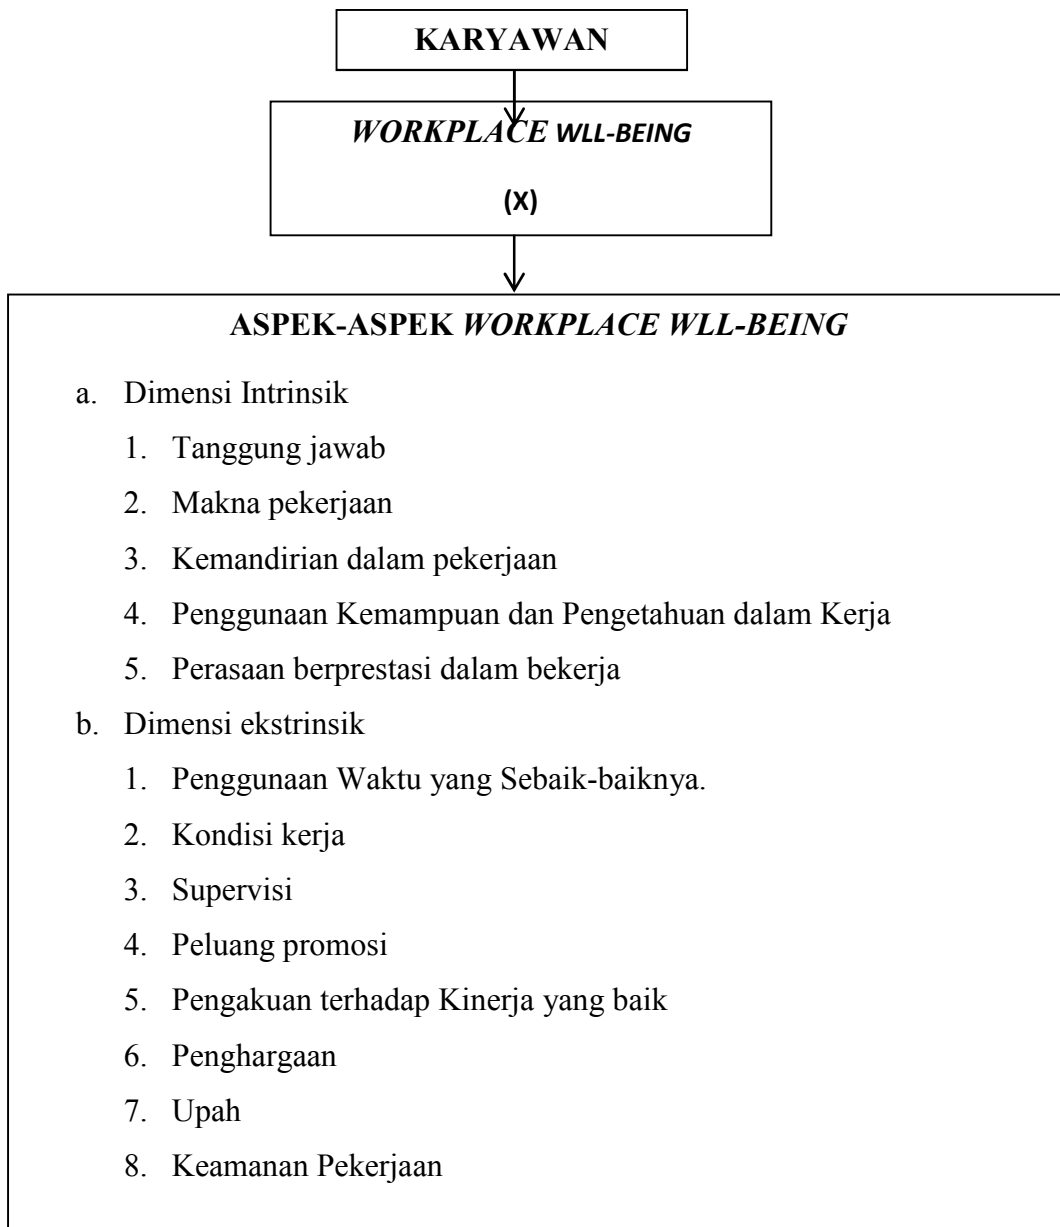 KARYAWAN
WORKPLACE WLL-BEING
(X)
ASPEK-ASPEK WORKPLACE WLL-BEING
a. Dimensi Intrinsik
1. Tanggung jawab
2. Makna pekerjaan
3. Kemandirian dalam pekerjaan
4. Penggunaan Kemampuan dan Pengetahuan dalam Kerja
5. Perasaan berprestasi dalam bekerja
b. Dimensi ekstrinsik
1. Penggunaan Waktu yang Sebaik-baiknya.
2. Kondisi kerja
3. Supervisi
4. Peluang promosi
5. Pengakuan terhadap Kinerja yang baik
6. Penghargaan
7. Upah
8. Keamanan Pekerjaan